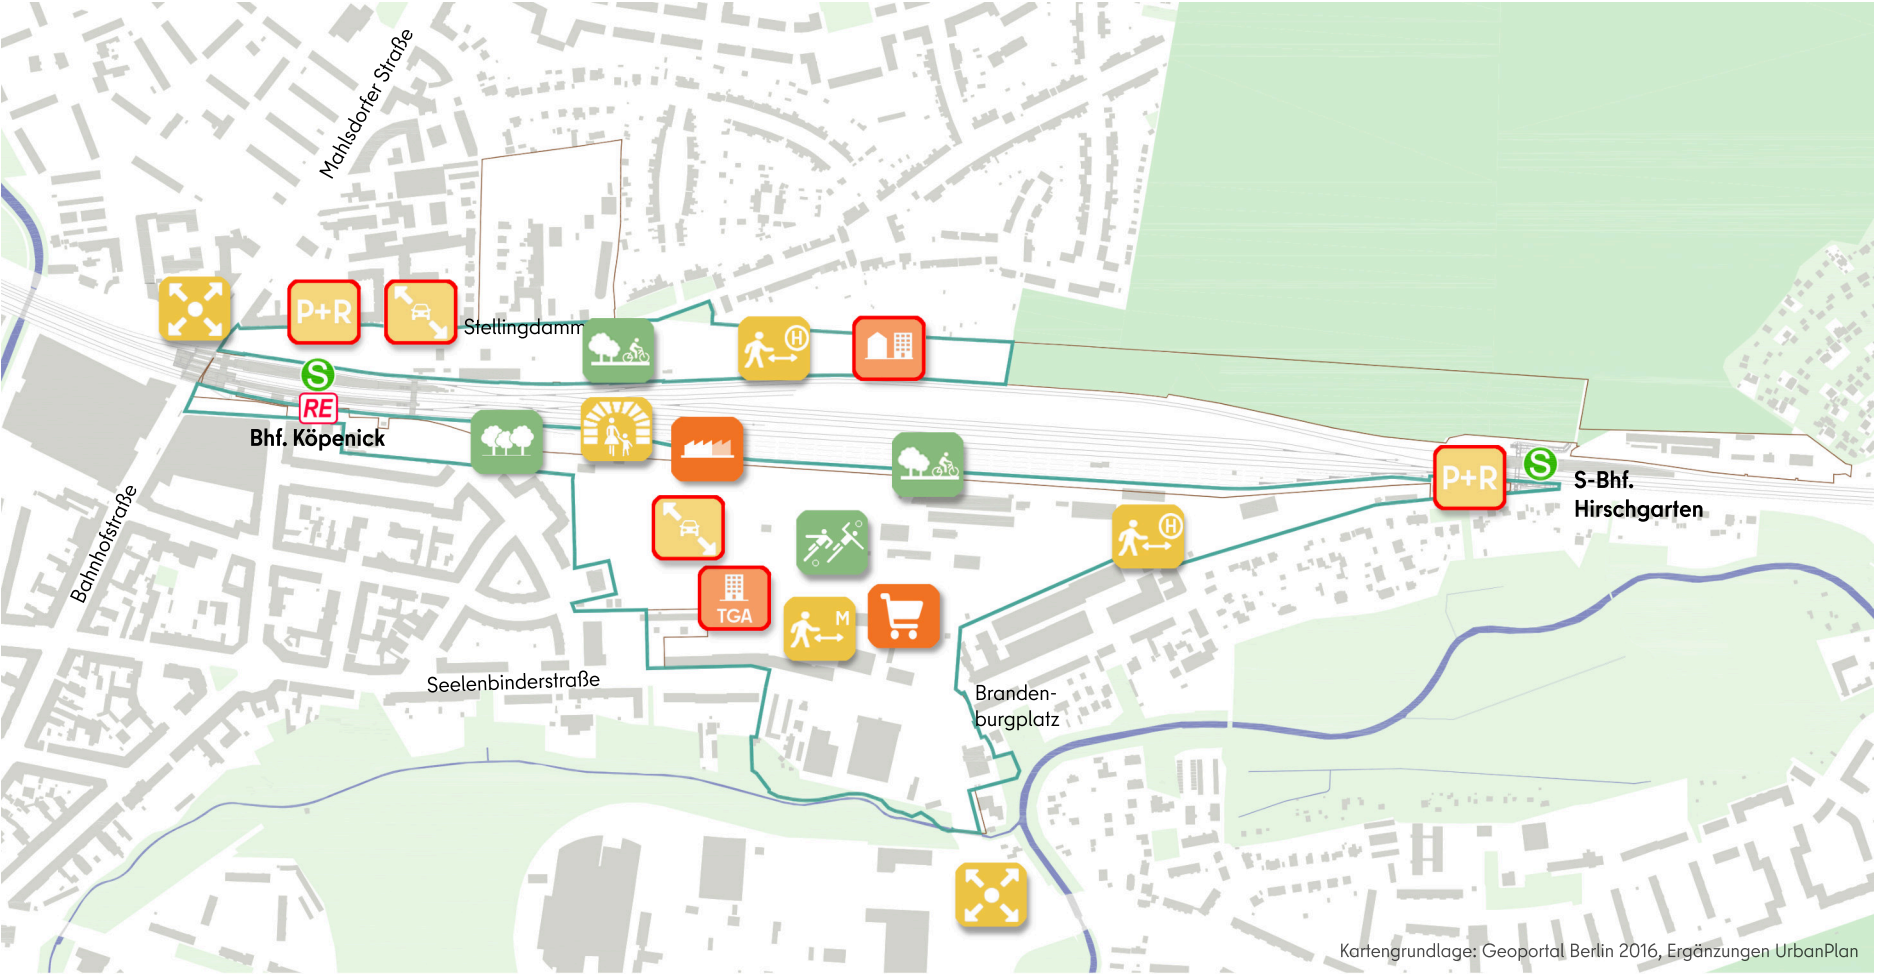 Mahlsdorfer Straße
P+R
Stellingdamm
H
S
RE
Bhf. Köpenick
P+R
S
S-Bhf.
Hirschgarten
Bahnhofstraße
H
TGA
M
Seelenbinderstraße
Branden-
burgplatz
Kartengrundlage: Geoportal Berlin 2016, Ergänzungen UrbanPlan